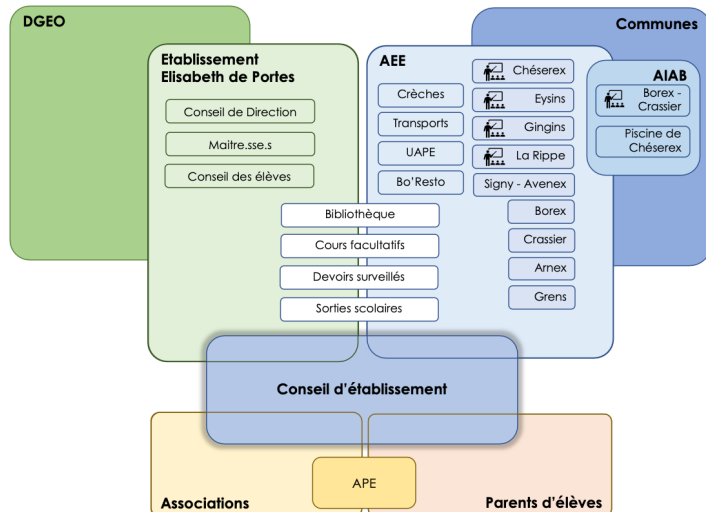 DGEO
Communes
Etablissement
Elisabeth de Portes
AEE
AIAB
Conseil de Direction
Maitre.sse.s
Conseil des élèves
Crèches
Transports
UAPE
Bo’Resto
Chéserex
Eysins
Gingins
La Rippe
Signy - Avenex
Borex
Crassier
Arnex
Grens
Borex -
Crassier
Piscine de
Chéserex
Bibliothèque
Cours facultatifs
Devoirs surveillés
Sorties scolaires
Conseil d’établissement
APE
Associations
Parents d’élèves